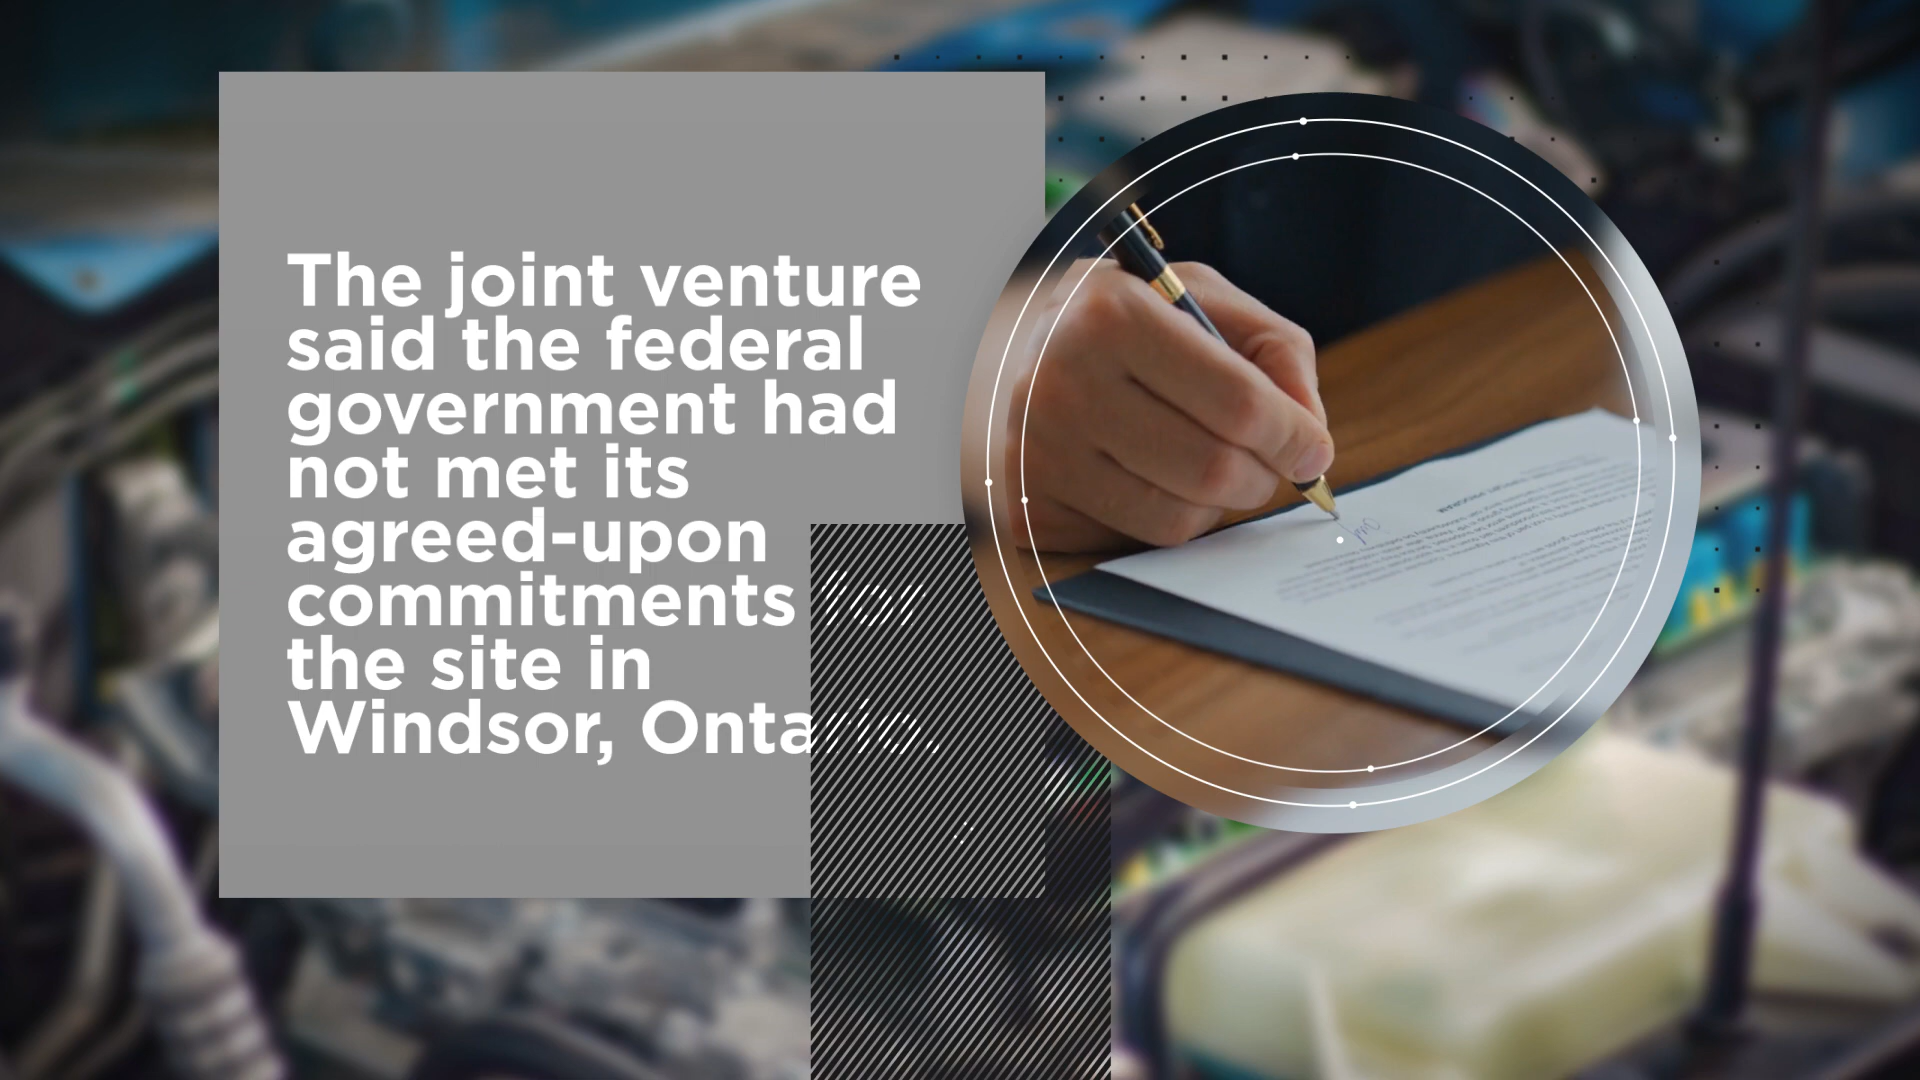 The joint venture
said the federal
government had
not met its
agreed-upon
commitments for
the site in
Windsor, Ontario.